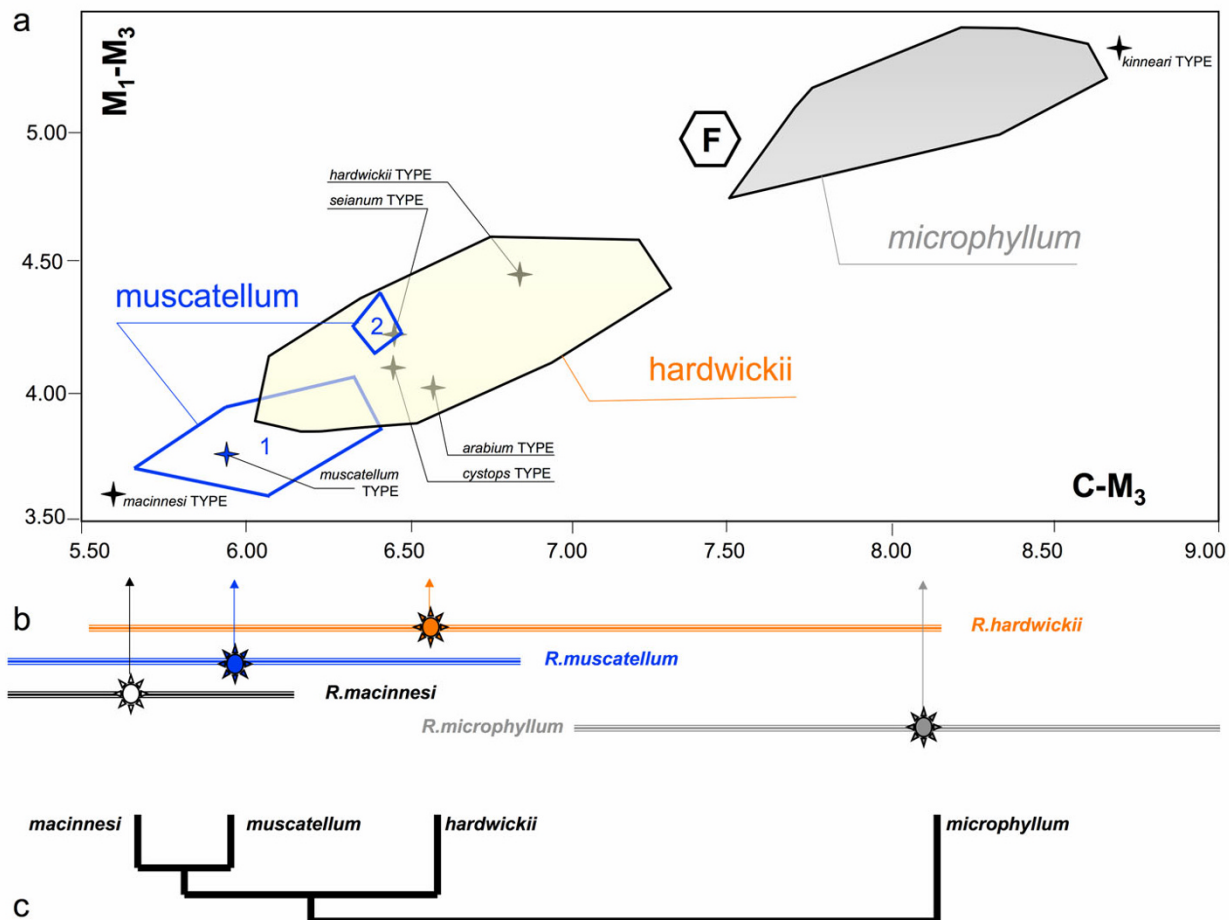 a
M1-M3
kinneari TYPE
5.00
F
hardwickii TYPE
seianum TYPE
microphyllum
4.50
muscatellum
2
hardwickii
4.00
1
arabium TYPE
muscatellum
TYPE
cystops TYPE
macinnesi TYPE
C-M3
3.50
5.50 6.00 6.50 7.00 7.50 8.00 8.50 9.00
b
R.hardwickii
R.muscatellum
R.macinnesi
R.microphyllum
macinnesi muscatellum hardwickii microphyllum
c